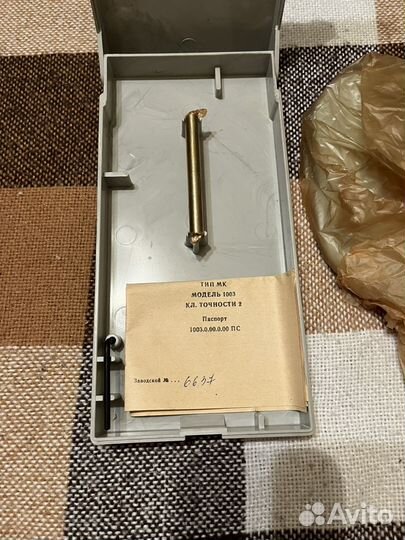 ТИП МК
МОДЕЛЬ 1003
КЛ. ТОЧНОСТИ 2
Паспорт
1003.0.00.0.00 ПС
Заводской № ... 6637
Avito